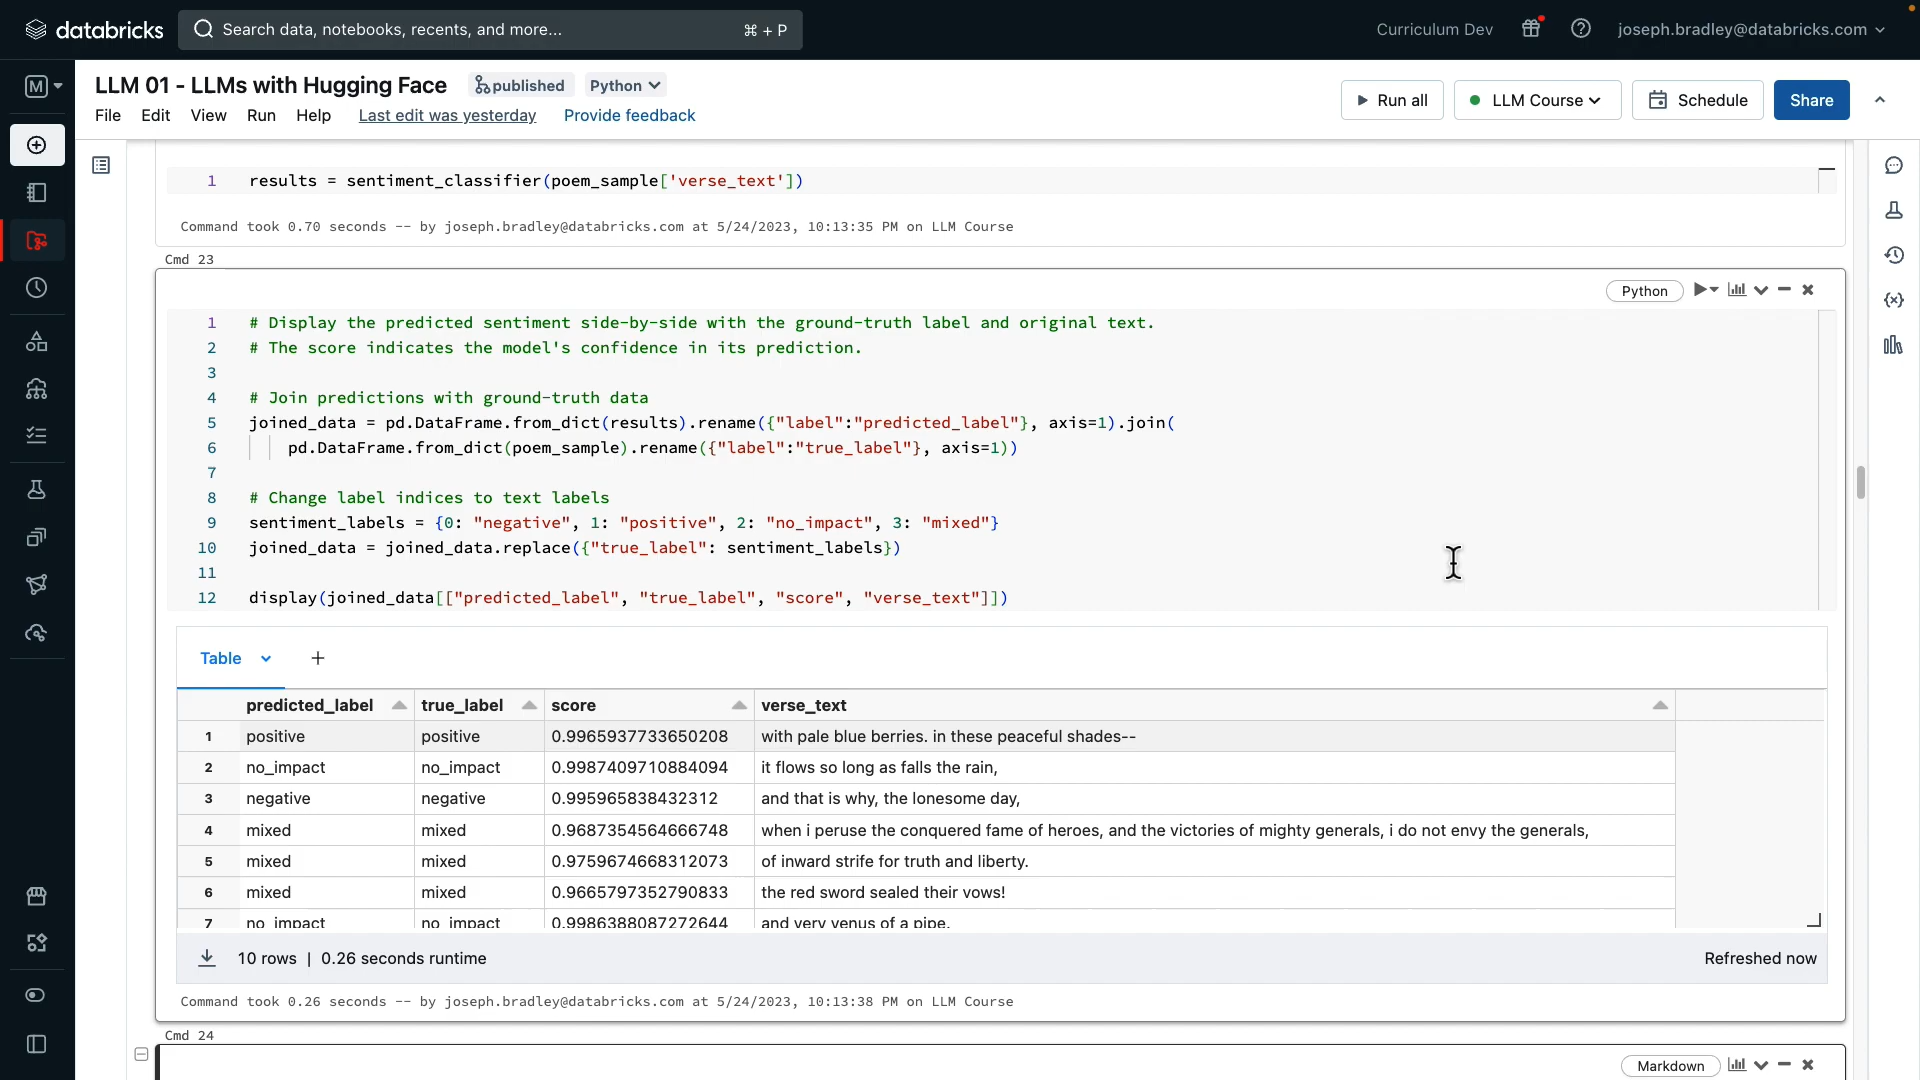 databricks
Search data, notebooks, recents, and more...
⌘ + P
Curriculum Dev
joseph.bradley@databricks.com
M
LLM 01 - LLMs with Hugging Face
published
Python
File Edit View Run Help Last edit was yesterday Provide feedback
Run all
LLM Course
Schedule
Share
1 results = sentiment_classifier(poem_sample['verse_text'])
Command took 0.70 seconds -- by joseph.bradley@databricks.com at 5/24/2023, 10:13:35 PM on LLM Course
Cmd 23
Python
1 # Display the predicted sentiment side-by-side with the ground-truth label and original text.
2 # The score indicates the model's confidence in its prediction.
3
4 # Join predictions with ground-truth data
5 joined_data = pd.DataFrame.from_dict(results).rename({"label":"predicted_label"}, axis=1).join(
6 pd.DataFrame.from_dict(poem_sample).rename({"label":"true_label"}, axis=1))
7
8 # Change label indices to text labels
9 sentiment_labels = {0: "negative", 1: "positive", 2: "no_impact", 3: "mixed"}
10 joined_data = joined_data.replace({"true_label": sentiment_labels})
11
12 display(joined_data[["predicted_label", "true_label", "score", "verse_text"]])
Table +
predicted_label true_label score verse_text
1 positive positive 0.9965937733650208 with pale blue berries. in these peaceful shades--
2 no_impact no_impact 0.9987409710884094 it flows so long as falls the rain,
3 negative negative 0.995965838432312 and that is why, the lonesome day,
4 mixed mixed 0.9687354564666748 when i peruse the conquered fame of heroes, and the victories of mighty generals, i do not envy the generals,
5 mixed mixed 0.9759674668312073 of inward strife for truth and liberty.
6 mixed mixed 0.9665797352790833 the red sword sealed their vows!
7 no_impact no_impact 0.9986388087272644 and very venus of a pipe.
10 rows | 0.26 seconds runtime
Refreshed now
Command took 0.26 seconds -- by joseph.bradley@databricks.com at 5/24/2023, 10:13:38 PM on LLM Course
Cmd 24
Markdown